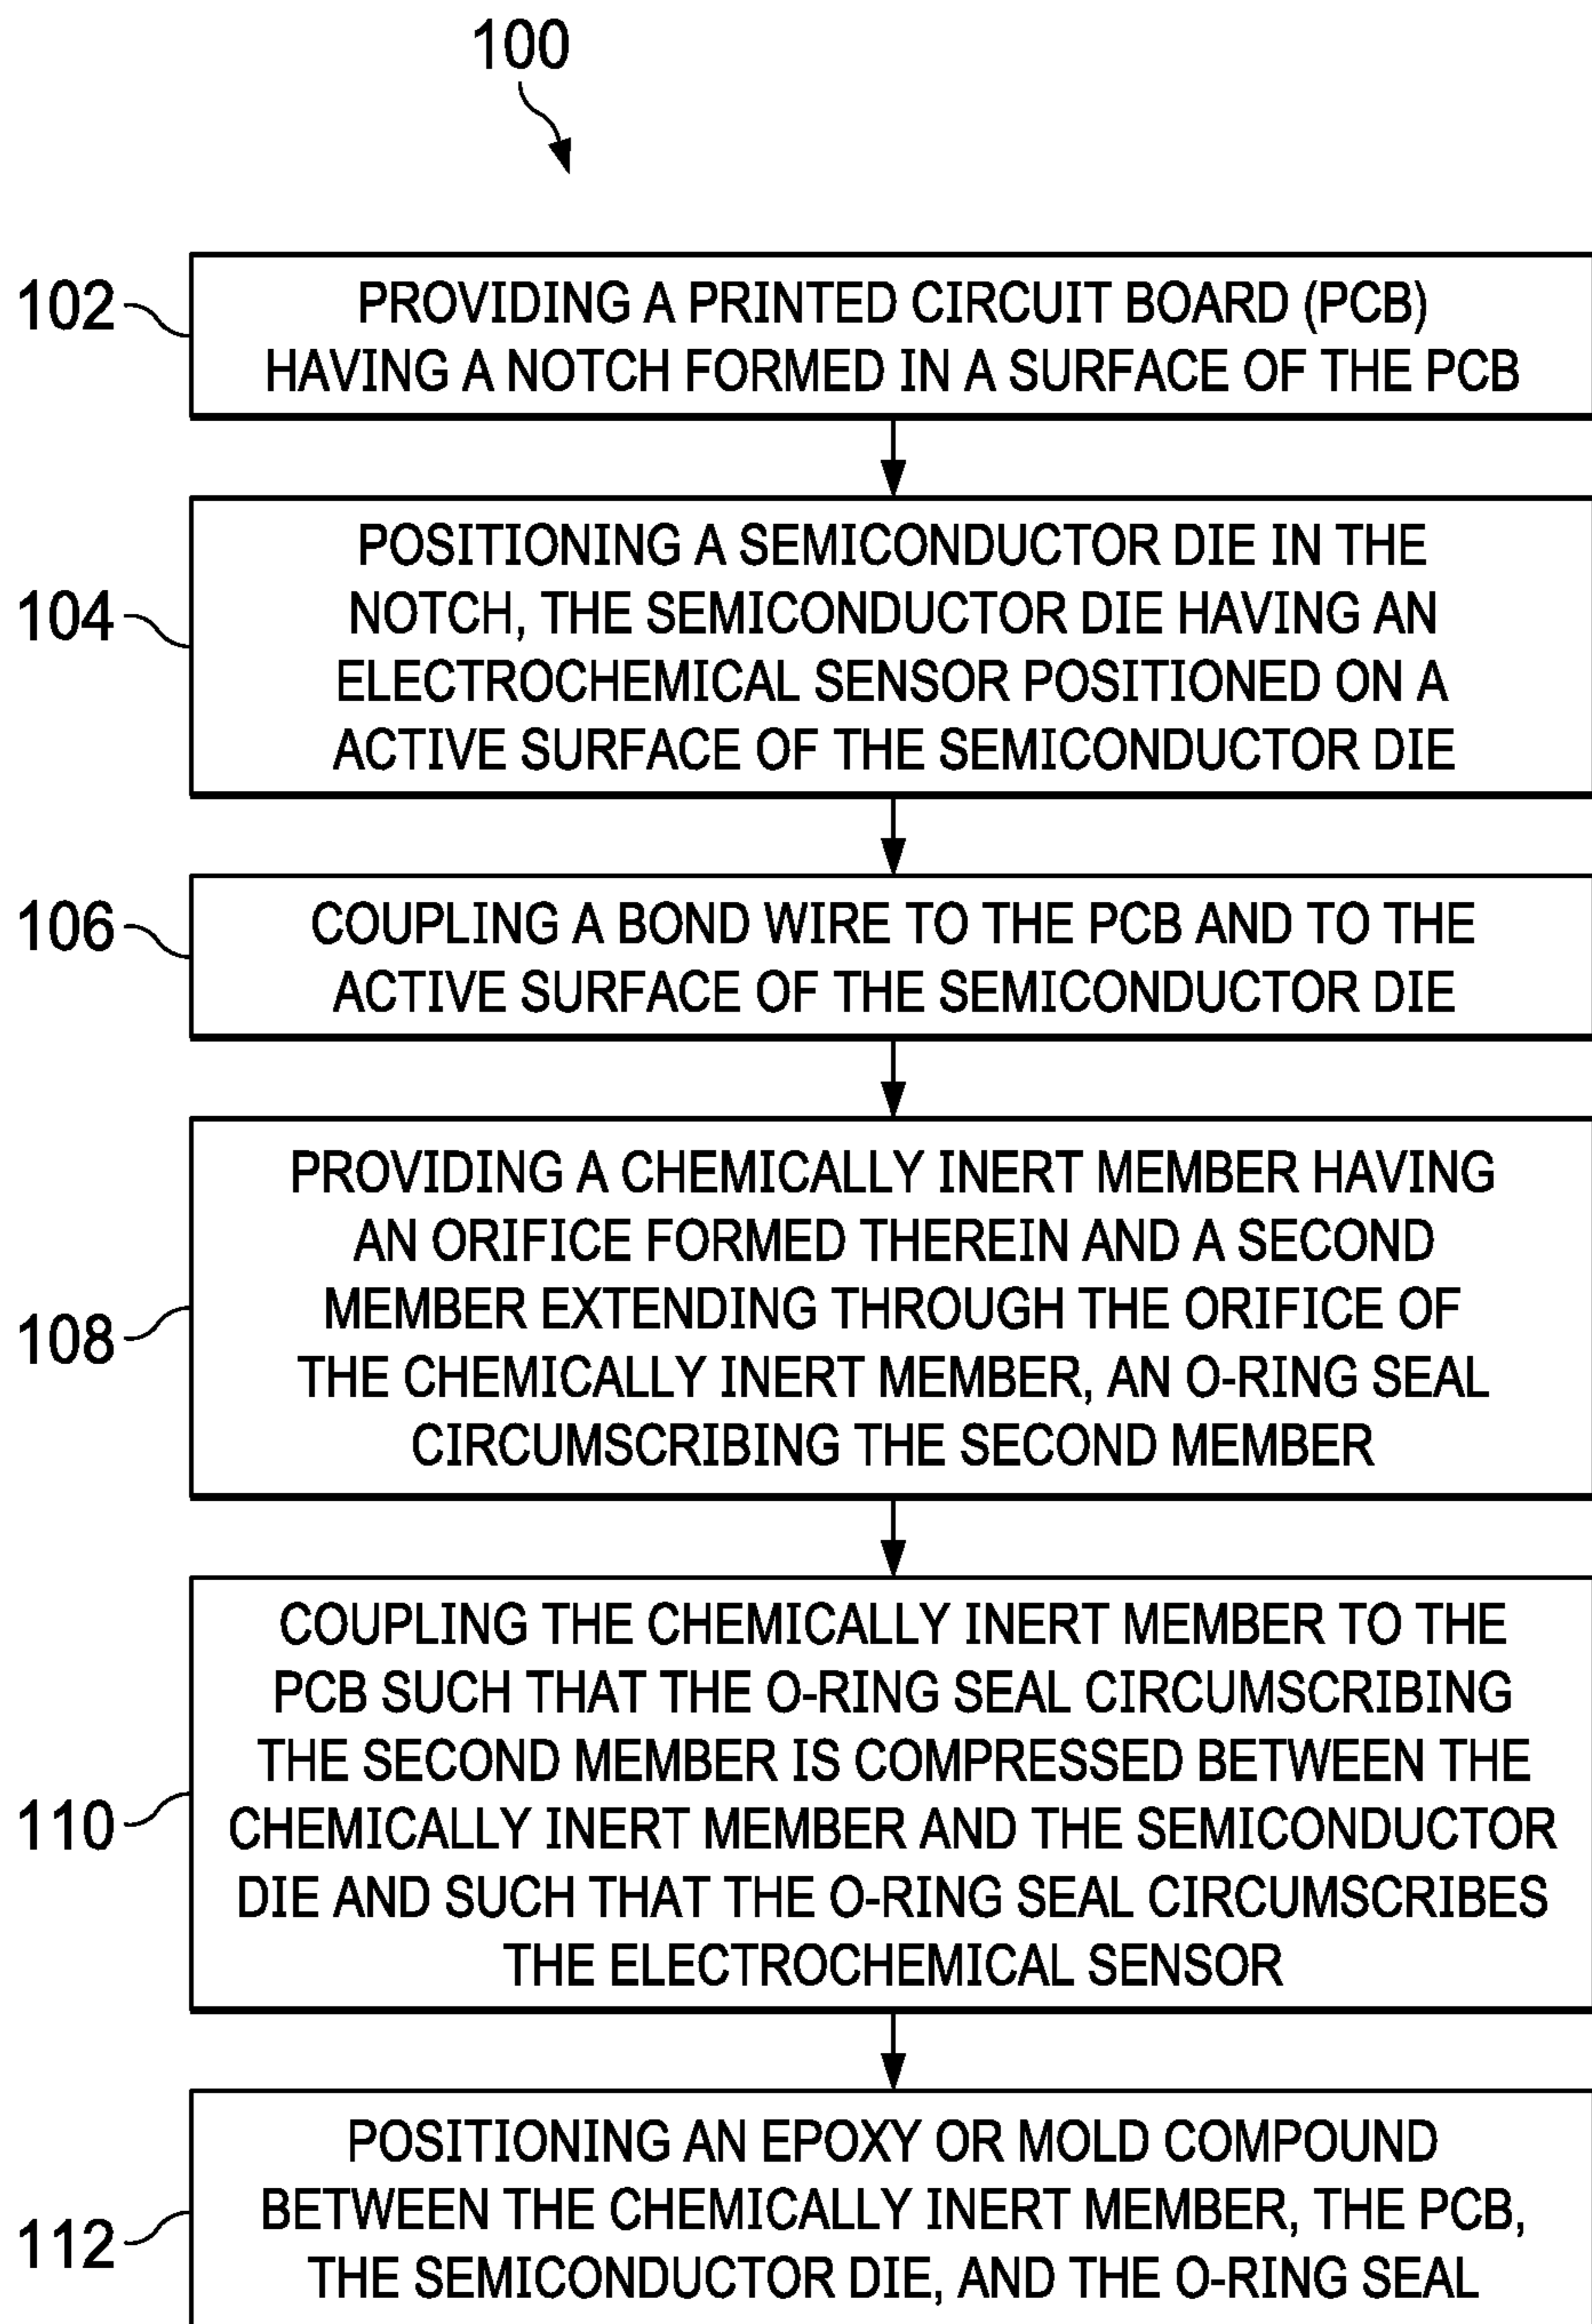 100
102
PROVIDING A PRINTED CIRCUIT BOARD (PCB)
HAVING A NOTCH FORMED IN A SURFACE OF THE PCB
104
POSITIONING A SEMICONDUCTOR DIE IN THE
NOTCH, THE SEMICONDUCTOR DIE HAVING AN
ELECTROCHEMICAL SENSOR POSITIONED ON A
ACTIVE SURFACE OF THE SEMICONDUCTOR DIE
106
COUPLING A BOND WIRE TO THE PCB AND TO THE
ACTIVE SURFACE OF THE SEMICONDUCTOR DIE
108
PROVIDING A CHEMICALLY INERT MEMBER HAVING
AN ORIFICE FORMED THEREIN AND A SECOND
MEMBER EXTENDING THROUGH THE ORIFICE OF
THE CHEMICALLY INERT MEMBER, AN O-RING SEAL
CIRCUMSCRIBING THE SECOND MEMBER
110
COUPLING THE CHEMICALLY INERT MEMBER TO THE
PCB SUCH THAT THE O-RING SEAL CIRCUMSCRIBING
THE SECOND MEMBER IS COMPRESSED BETWEEN THE
CHEMICALLY INERT MEMBER AND THE SEMICONDUCTOR
DIE AND SUCH THAT THE O-RING SEAL CIRCUMSCRIBES
THE ELECTROCHEMICAL SENSOR
112
POSITIONING AN EPOXY OR MOLD COMPOUND
BETWEEN THE CHEMICALLY INERT MEMBER, THE PCB,
THE SEMICONDUCTOR DIE, AND THE O-RING SEAL